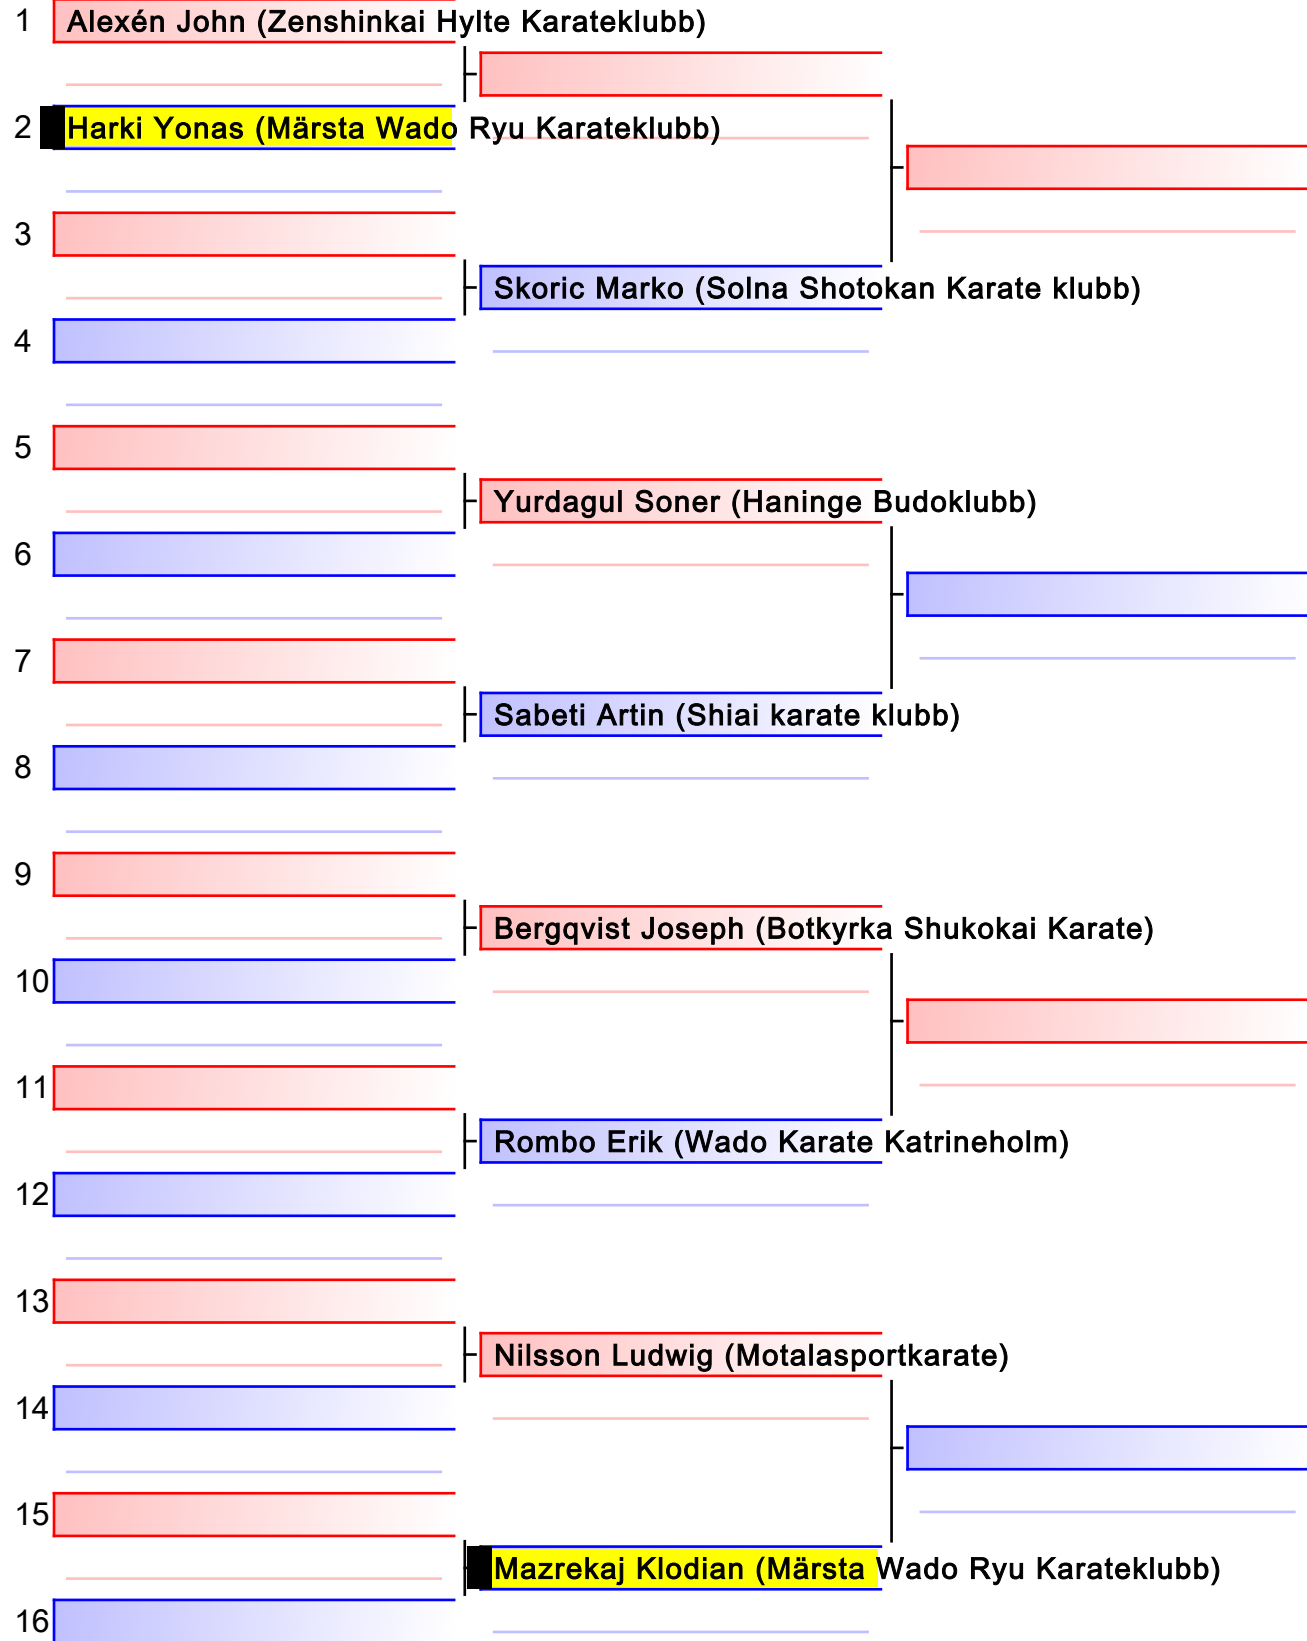 1 Alexén John (Zenshinkai Hylte Karateklubb)
2 Harki Yonas (Märsta Wado Ryu Karateklubb)
3
Skoric Marko (Solna Shotokan Karate klubb)
4
5
Yurdagul Soner (Haninge Budoklubb)
6
7
Sabeti Artin (Shiai karate klubb)
8
9
Bergqvist Joseph (Botkyrka Shukokai Karate)
10
11
Rombo Erik (Wado Karate Katrineholm)
12
13
Nilsson Ludwig (Motalasportkarate)
14
15
Mazrekaj Klodian (Märsta Wado Ryu Karateklubb)
16